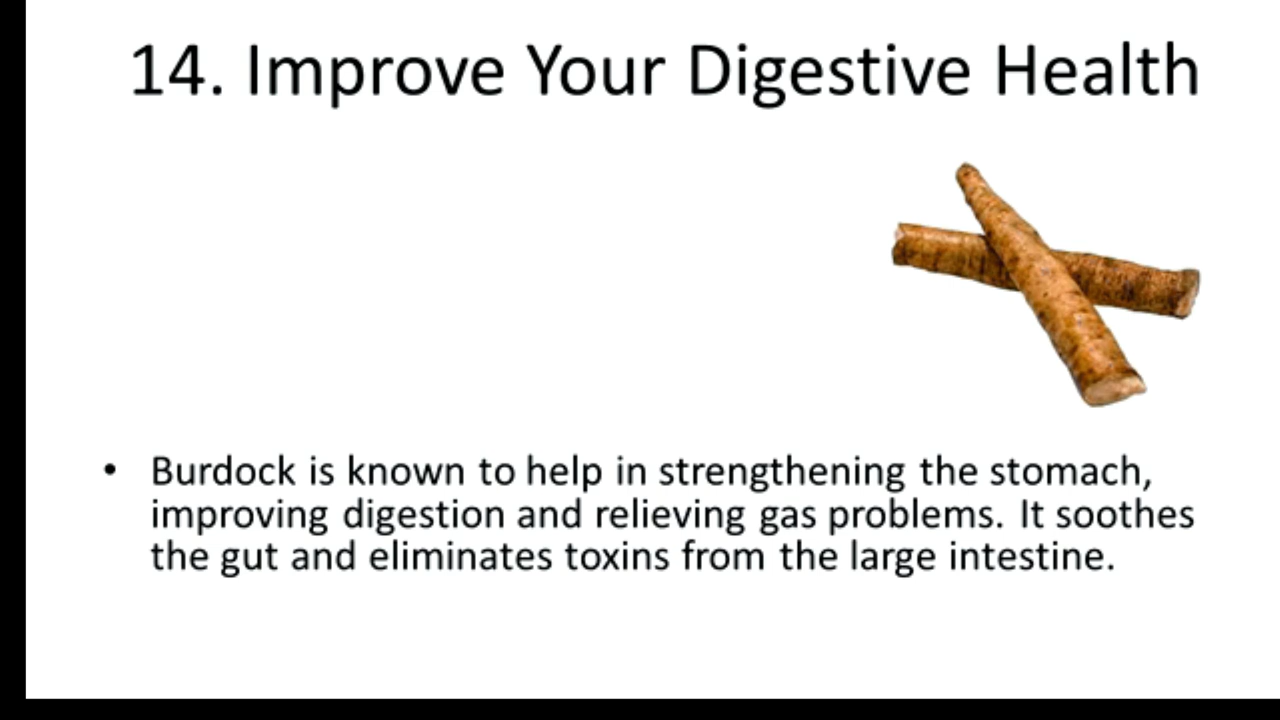 14. Improve Your Digestive Health
• Burdock is known to help in strengthening the stomach,
improving digestion and relieving gas problems. It soothes
the gut and eliminates toxins from the large intestine.